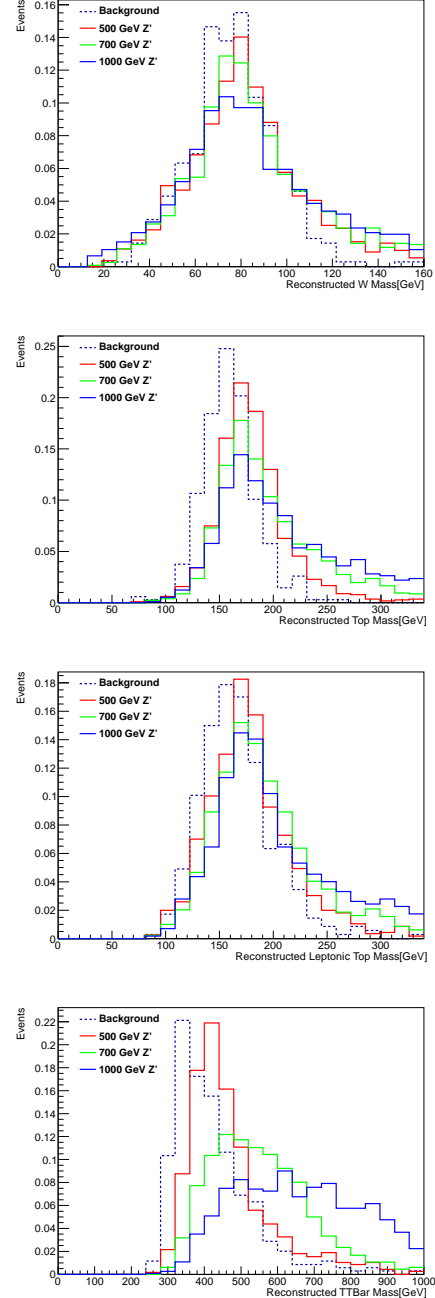 Events
0.16
0.14
0.12
0.1
0.08
0.06
0.04
0.02
0
Background
500 GeV Z'
700 GeV Z'
1000 GeV Z'
0 20 40 60 80 100 120 140 160
Reconstructed W Mass[GeV]
Events
0.25
0.2
0.15
0.1
0.05
0
Background
500 GeV Z'
700 GeV Z'
1000 GeV Z'
0 50 100 150 200 250 300
Reconstructed Top Mass[GeV]
Events
0.18
0.16
0.14
0.12
0.1
0.08
0.06
0.04
0.02
0
Background
500 GeV Z'
700 GeV Z'
1000 GeV Z'
0 50 100 150 200 250 300
Reconstructed Leptonic Top Mass[GeV]
Events
0.22
0.2
0.18
0.16
0.14
0.12
0.1
0.08
0.06
0.04
0.02
0
Background
500 GeV Z'
700 GeV Z'
1000 GeV Z'
0 100 200 300 400 500 600 700 800 900 1000
Reconstructed TTBar Mass[GeV]